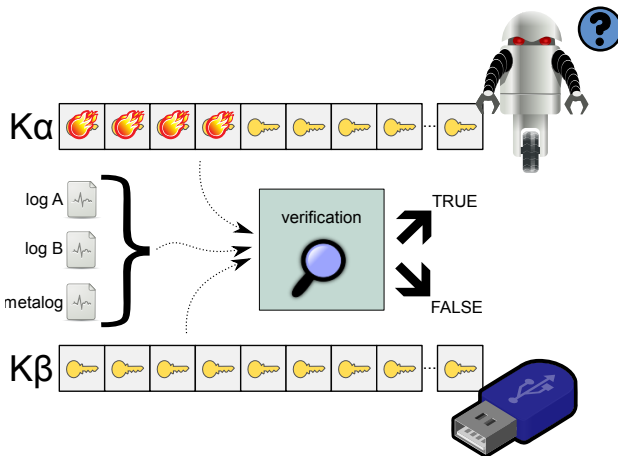 ?
Kα
log A
log B
metalog
verification
TRUE
FALSE
Kβ